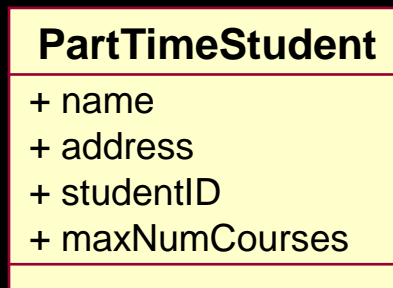 PartTimeStudent
+ name
+ address
+ studentID
+ maxNumCourses